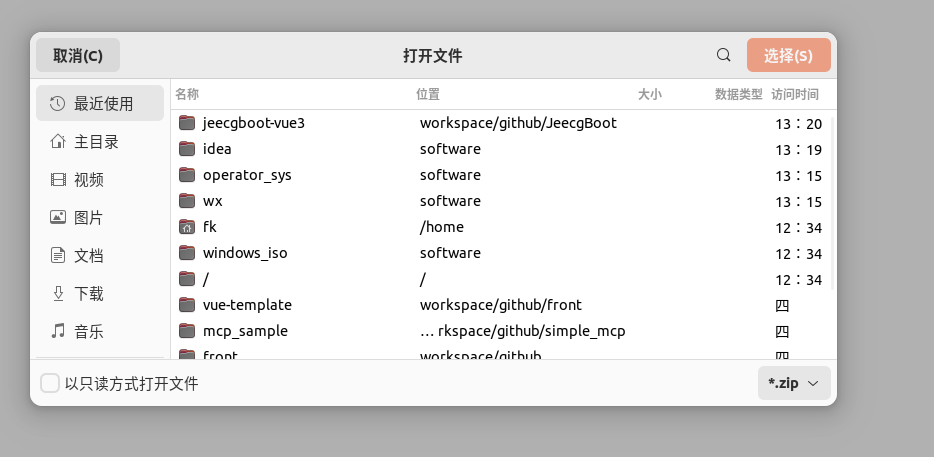 取消(C) 打开文件 选择(S)
最近使用
主目录
视频
图片
文档
下载
音乐
名称 位置 大小 数据类型 访问时间
jeecgboot-vue3 workspace/github/JeecgBoot 13：20
idea software 13：19
operator_sys software 13：15
wx software 13：15
fk /home 12：34
windows_iso software 12：34
/ / 12：34
vue-template workspace/github/front 四
mcp_sample … rkspace/github/simple_mcp 四
front workspace/github 四
以只读方式打开文件 *.zip